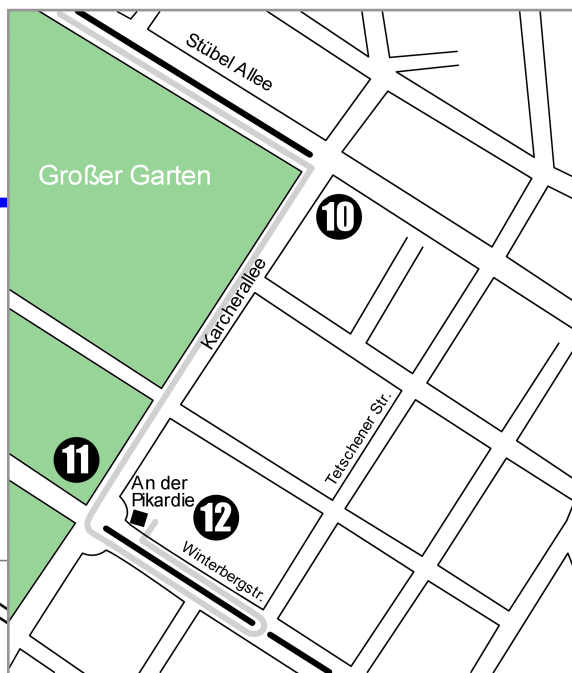 Stübel Allee
Großer Garten
10
Karcherallee
Tetschener Str.
11
An der
Pikardie
12
Winterbergstr.